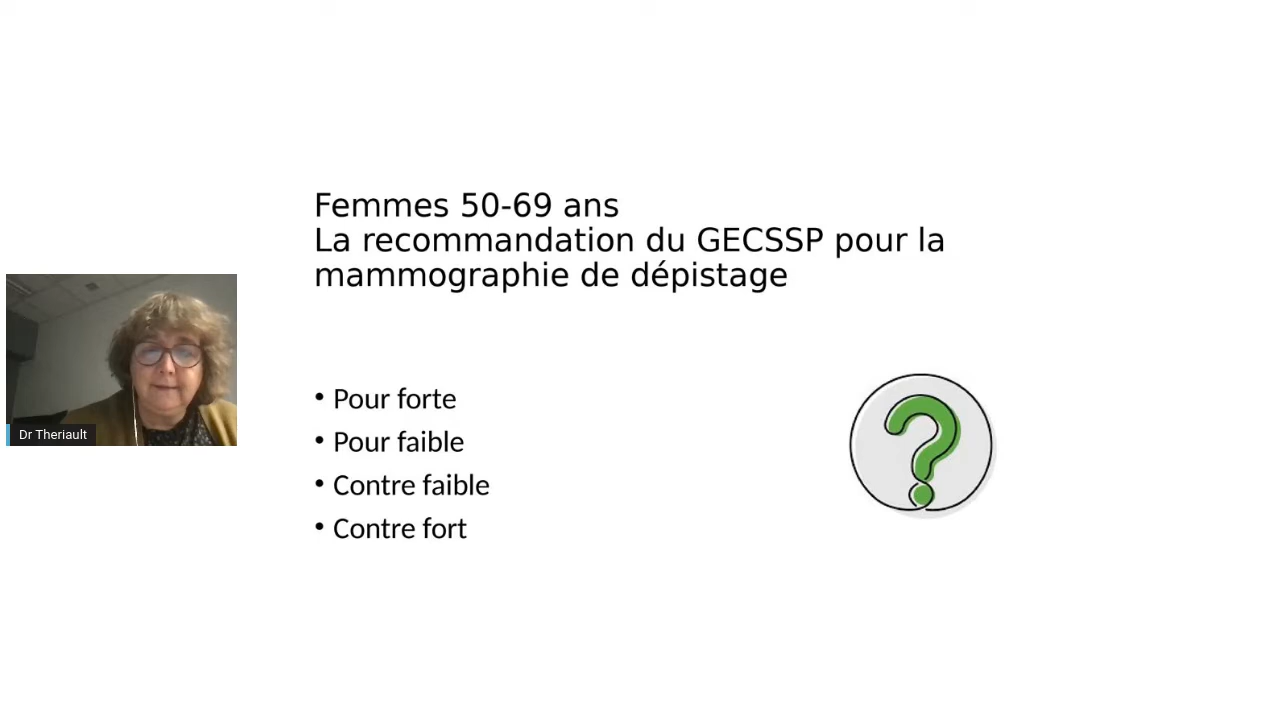 Femmes 50-69 ans
La recommandation du GECSSP pour la
mammographie de dépistage
• Pour forte
• Pour faible
• Contre faible
• Contre fort
Dr Theriault